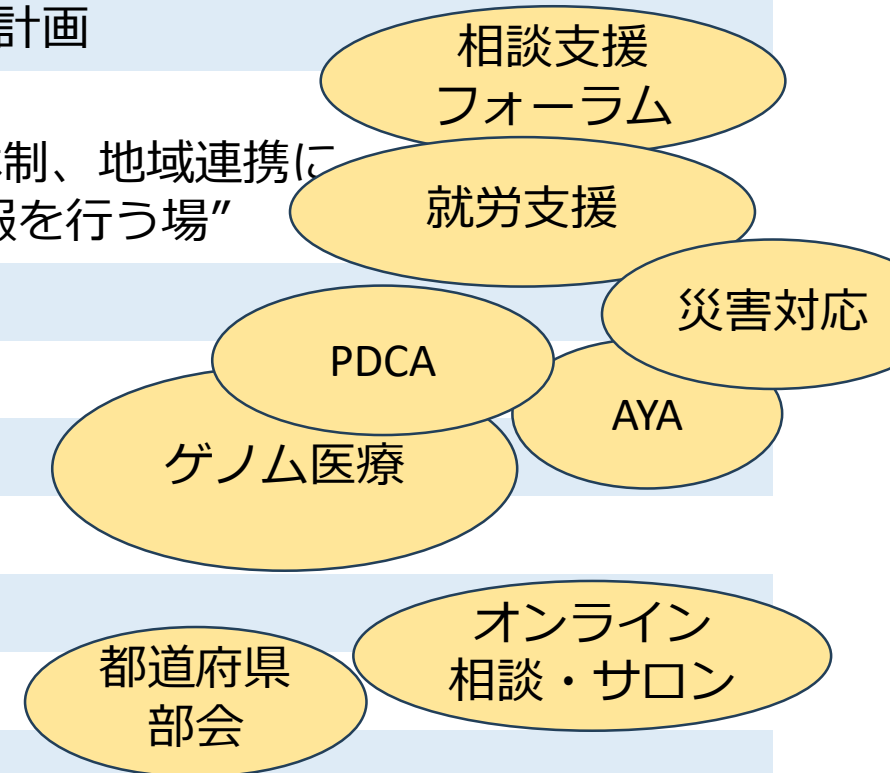 計画
相談支援
フォーラム
制、地域連携に
報を行う場”
就労支援
災害対応
PDCA
AYA
ゲノム医療
オンライン
相談・サロン
都道府県
部会